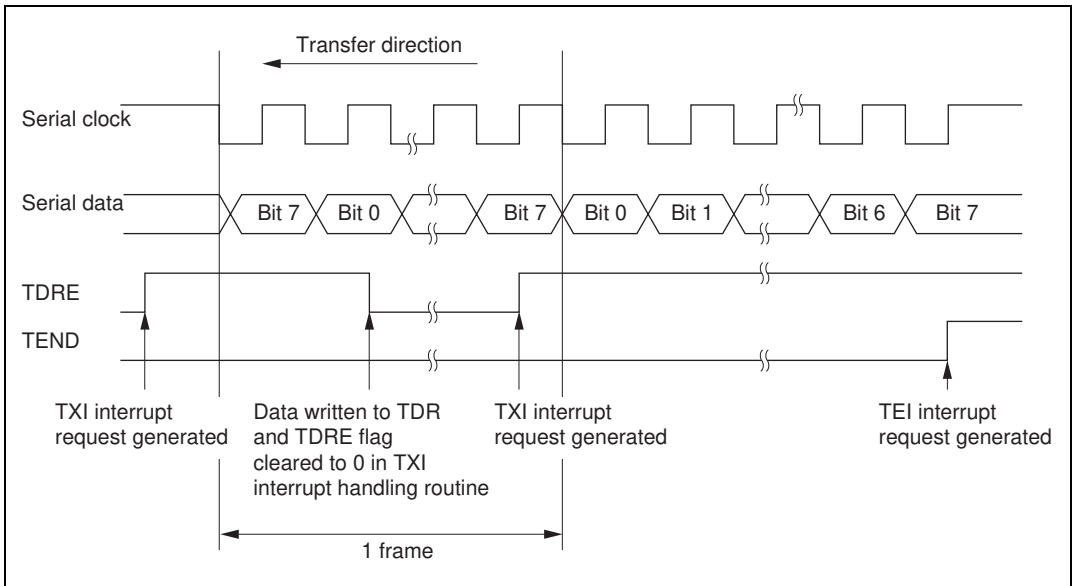 Transfer direction
Serial clock
Serial data
Bit 7
Bit 0
Bit 7
Bit 0
Bit 1
Bit 6
Bit 7
TDRE
TEND
TXI interrupt
request generated
Data written to TDR
and TDRE flag
cleared to 0 in TXI
interrupt handling routine
TXI interrupt
request generated
TEI interrupt
request generated
1 frame